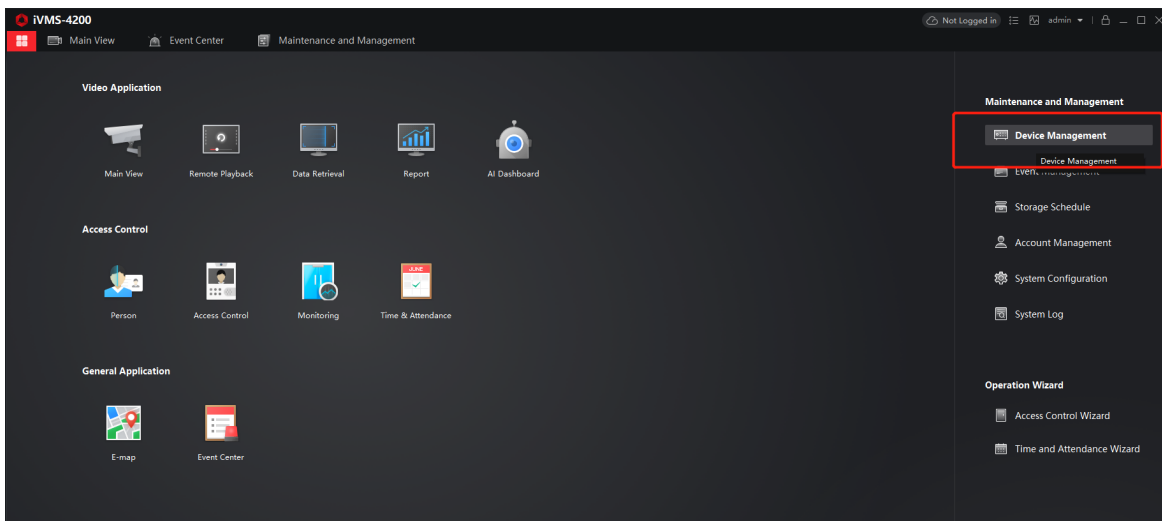 iVMS-4200
Not Logged in
admin
Main View
Event Center
Maintenance and Management
Video Application
Main View
Remote Playback
Data Retrieval
Report
AI Dashboard
Access Control
JUNE
Person
Access Control
Monitoring
Time & Attendance
General Application
E-map
Event Center
Maintenance and Management
Device Management
Device Management
Event Management
Storage Schedule
Account Management
System Configuration
System Log
Operation Wizard
Access Control Wizard
Time and Attendance Wizard